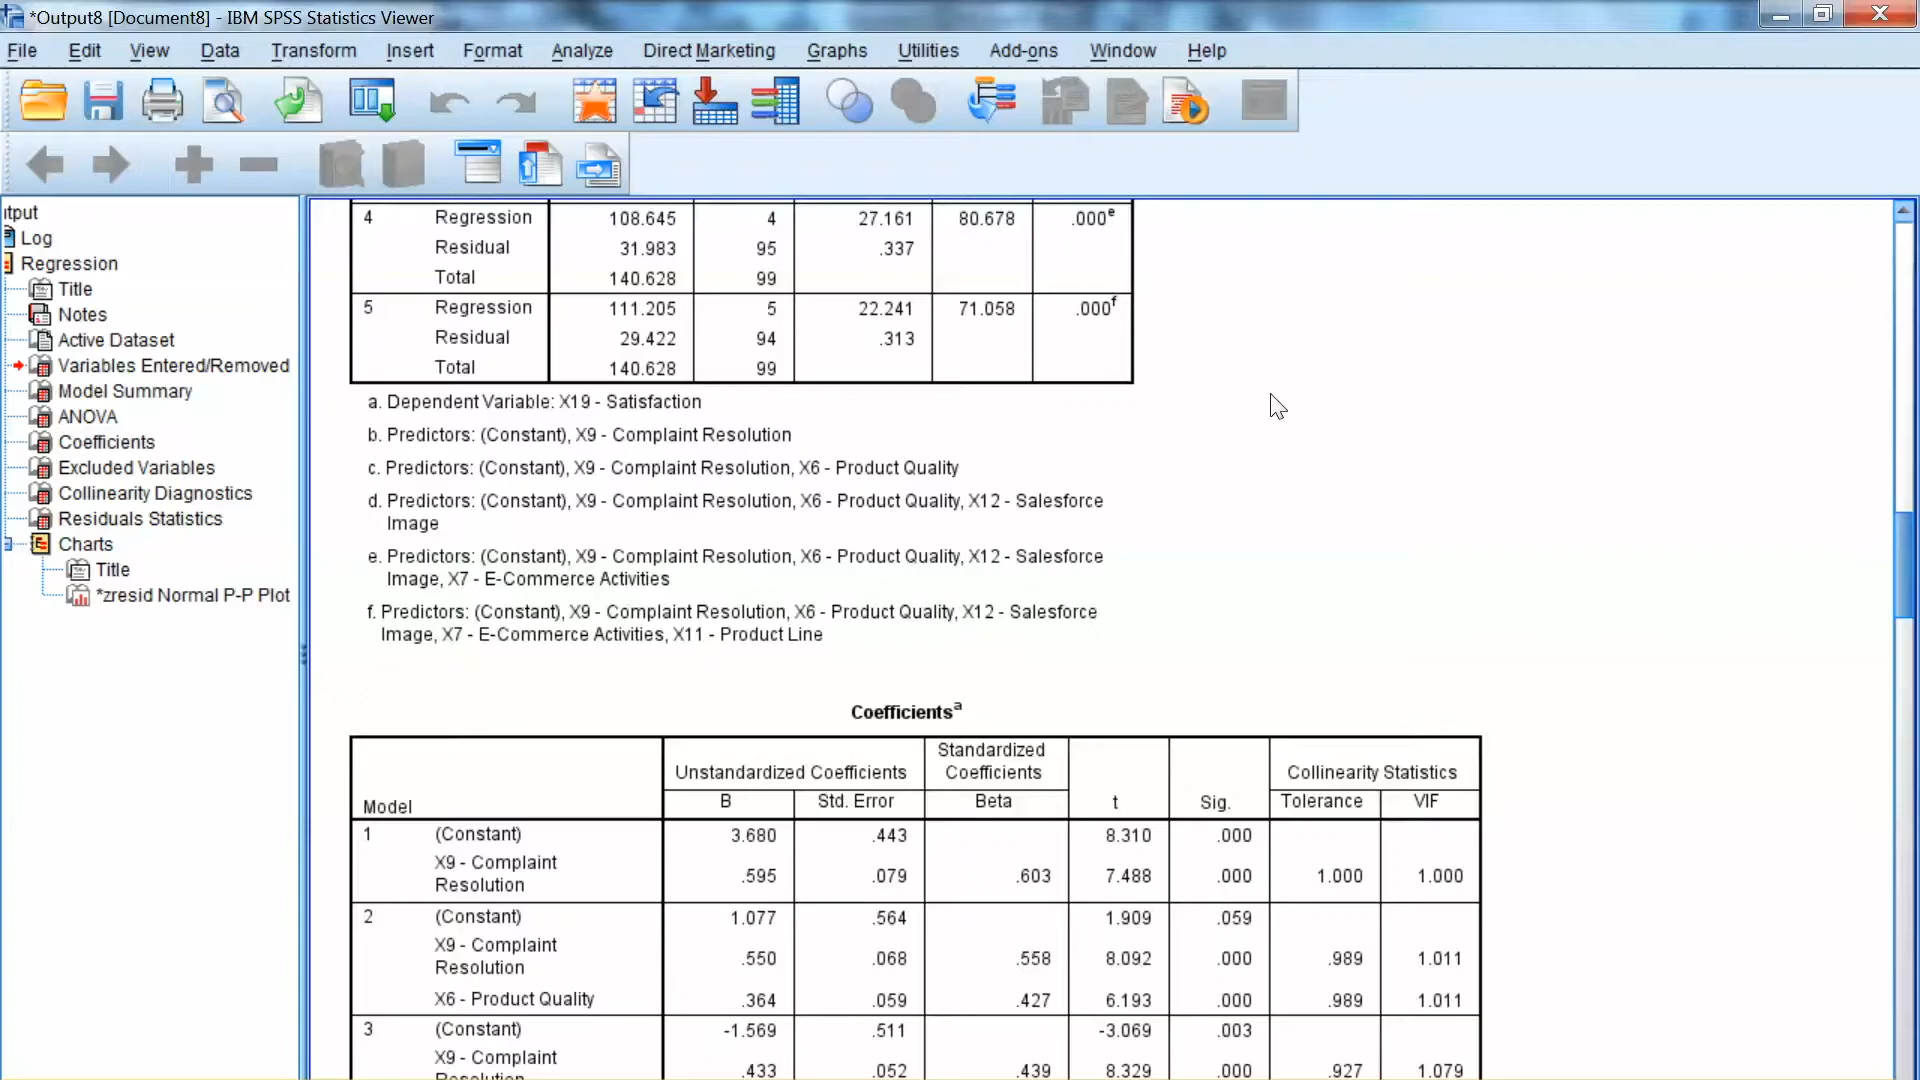 *Output8 [Document8] - IBM SPSS Statistics Viewer
File Edit View Data Transform Insert Format Analyze Direct Marketing Graphs Utilities Add-ons Window Help
itput
Log
Regression
Title
Notes
Active Dataset
Variables Entered/Removed
Model Summary
ANOVA
Coefficients
Excluded Variables
Collinearity Diagnostics
Residuals Statistics
Charts
Title
*zresid Normal P-P Plot
4 Regression 108.645 4 27.161 80.678 .000e
Residual 31.983 95 .337
Total 140.628 99
5 Regression 111.205 5 22.241 71.058 .000f
Residual 29.422 94 .313
Total 140.628 99
a. Dependent Variable: X19 - Satisfaction
b. Predictors: (Constant), X9 - Complaint Resolution
c. Predictors: (Constant), X9 - Complaint Resolution, X6 - Product Quality
d. Predictors: (Constant), X9 - Complaint Resolution, X6 - Product Quality, X12 - Salesforce
Image
e. Predictors: (Constant), X9 - Complaint Resolution, X6 - Product Quality, X12 - Salesforce
Image, X7 - E-Commerce Activities
f. Predictors: (Constant), X9 - Complaint Resolution, X6 - Product Quality, X12 - Salesforce
Image, X7 - E-Commerce Activities, X11 - Product Line
Coefficientsa
Model
Unstandardized Coefficients
Standardized
Coefficients
t
Sig.
Collinearity Statistics
B Std. Error Beta Tolerance VIF
1 (Constant) 3.680 .443 8.310 .000
X9 - Complaint
Resolution .595 .079 .603 7.488 .000 1.000 1.000
2 (Constant) 1.077 .564 1.909 .059
X9 - Complaint
Resolution .550 .068 .558 8.092 .000 .989 1.011
X6 - Product Quality .364 .059 .427 6.193 .000 .989 1.011
3 (Constant) -1.569 .511 -3.069 .003
X9 - Complaint
Resolution .433 .052 .439 8.329 .000 .927 1.079